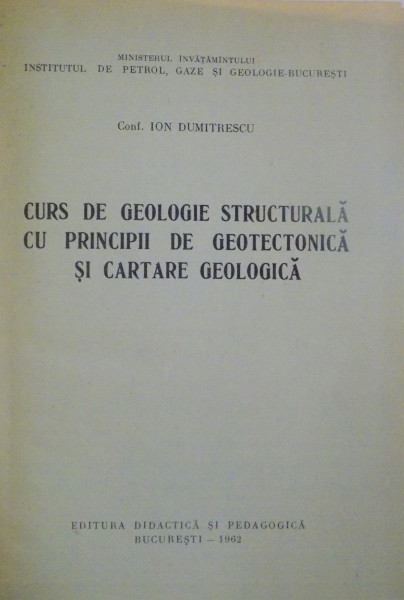 MINISTERUL ÎNVĂȚĂMÎNTULUI
INSTITUTUL DE PETROL, GAZE ȘI GEOLOGIE-BUCUREȘTI
Conf. ION DUMITRESCU
CURS DE GEOLOGIE STRUCTURALĂ
CU PRINCIPII DE GEOTECTONICĂ
ȘI CARTARE GEOLOGICĂ
EDITURA DIDACTICĂ ȘI PEDAGOGICĂ
BUCUREȘTI — 1962